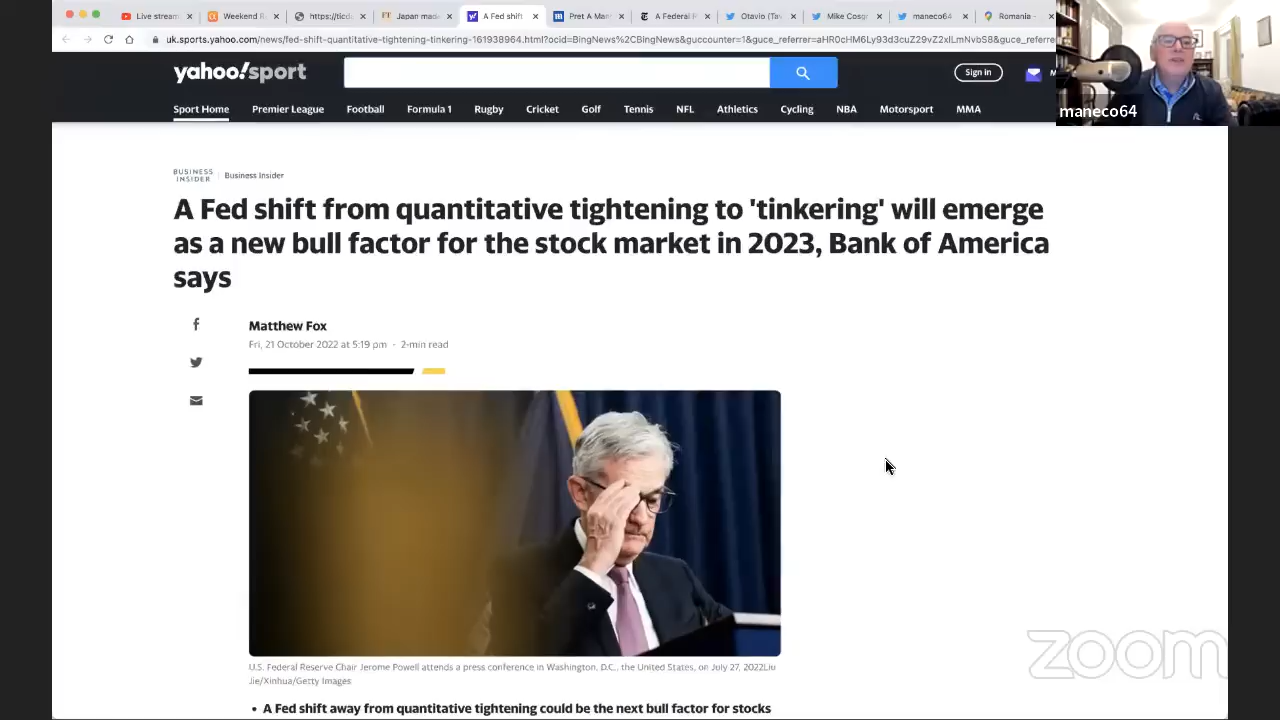 Live stream
Weekend R
https://ticda
Japan mad
A Fed shift
Pret A Man
A Federal R
Otavio (Tav
Mike Cosgr
maneco64
Romania -
uk.sports.yahoo.com/news/fed-shift-quantitative-tightening-tinkering-161938964.html?ocid=BingNews%2CBingNews&guccounter=1&guce_referrer=
yahoo!sport
Sign in
M
Sport Home Premier League Football Formula 1 Rugby Cricket Golf Tennis NFL Athletics Cycling NBA Motorsport MMA
maneco64
BUSINESS
INSIDER
Business Insider
A Fed shift from quantitative tightening to 'tinkering' will emerge
as a new bull factor for the stock market in 2023, Bank of America
says
Matthew Fox
Fri, 21 October 2022 at 5:19 pm · 2-min read
U.S. Federal Reserve Chair Jerome Powell attends a press conference in Washington, D.C., the United States, on July 27, 2022Liu
Jie/Xinhua/Getty Images
• A Fed shift away from quantitative tightening could be the next bull factor for stocks
zoom